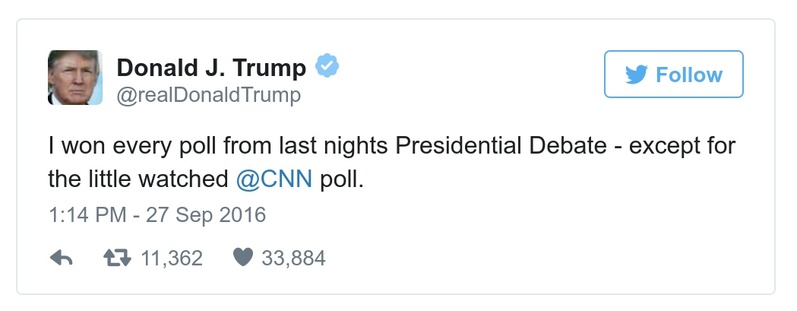 Donald J. Trump
@realDonaldTrump
Follow
I won every poll from last nights Presidential Debate - except for
the little watched @CNN poll.
1:14 PM - 27 Sep 2016
11,362 33,884